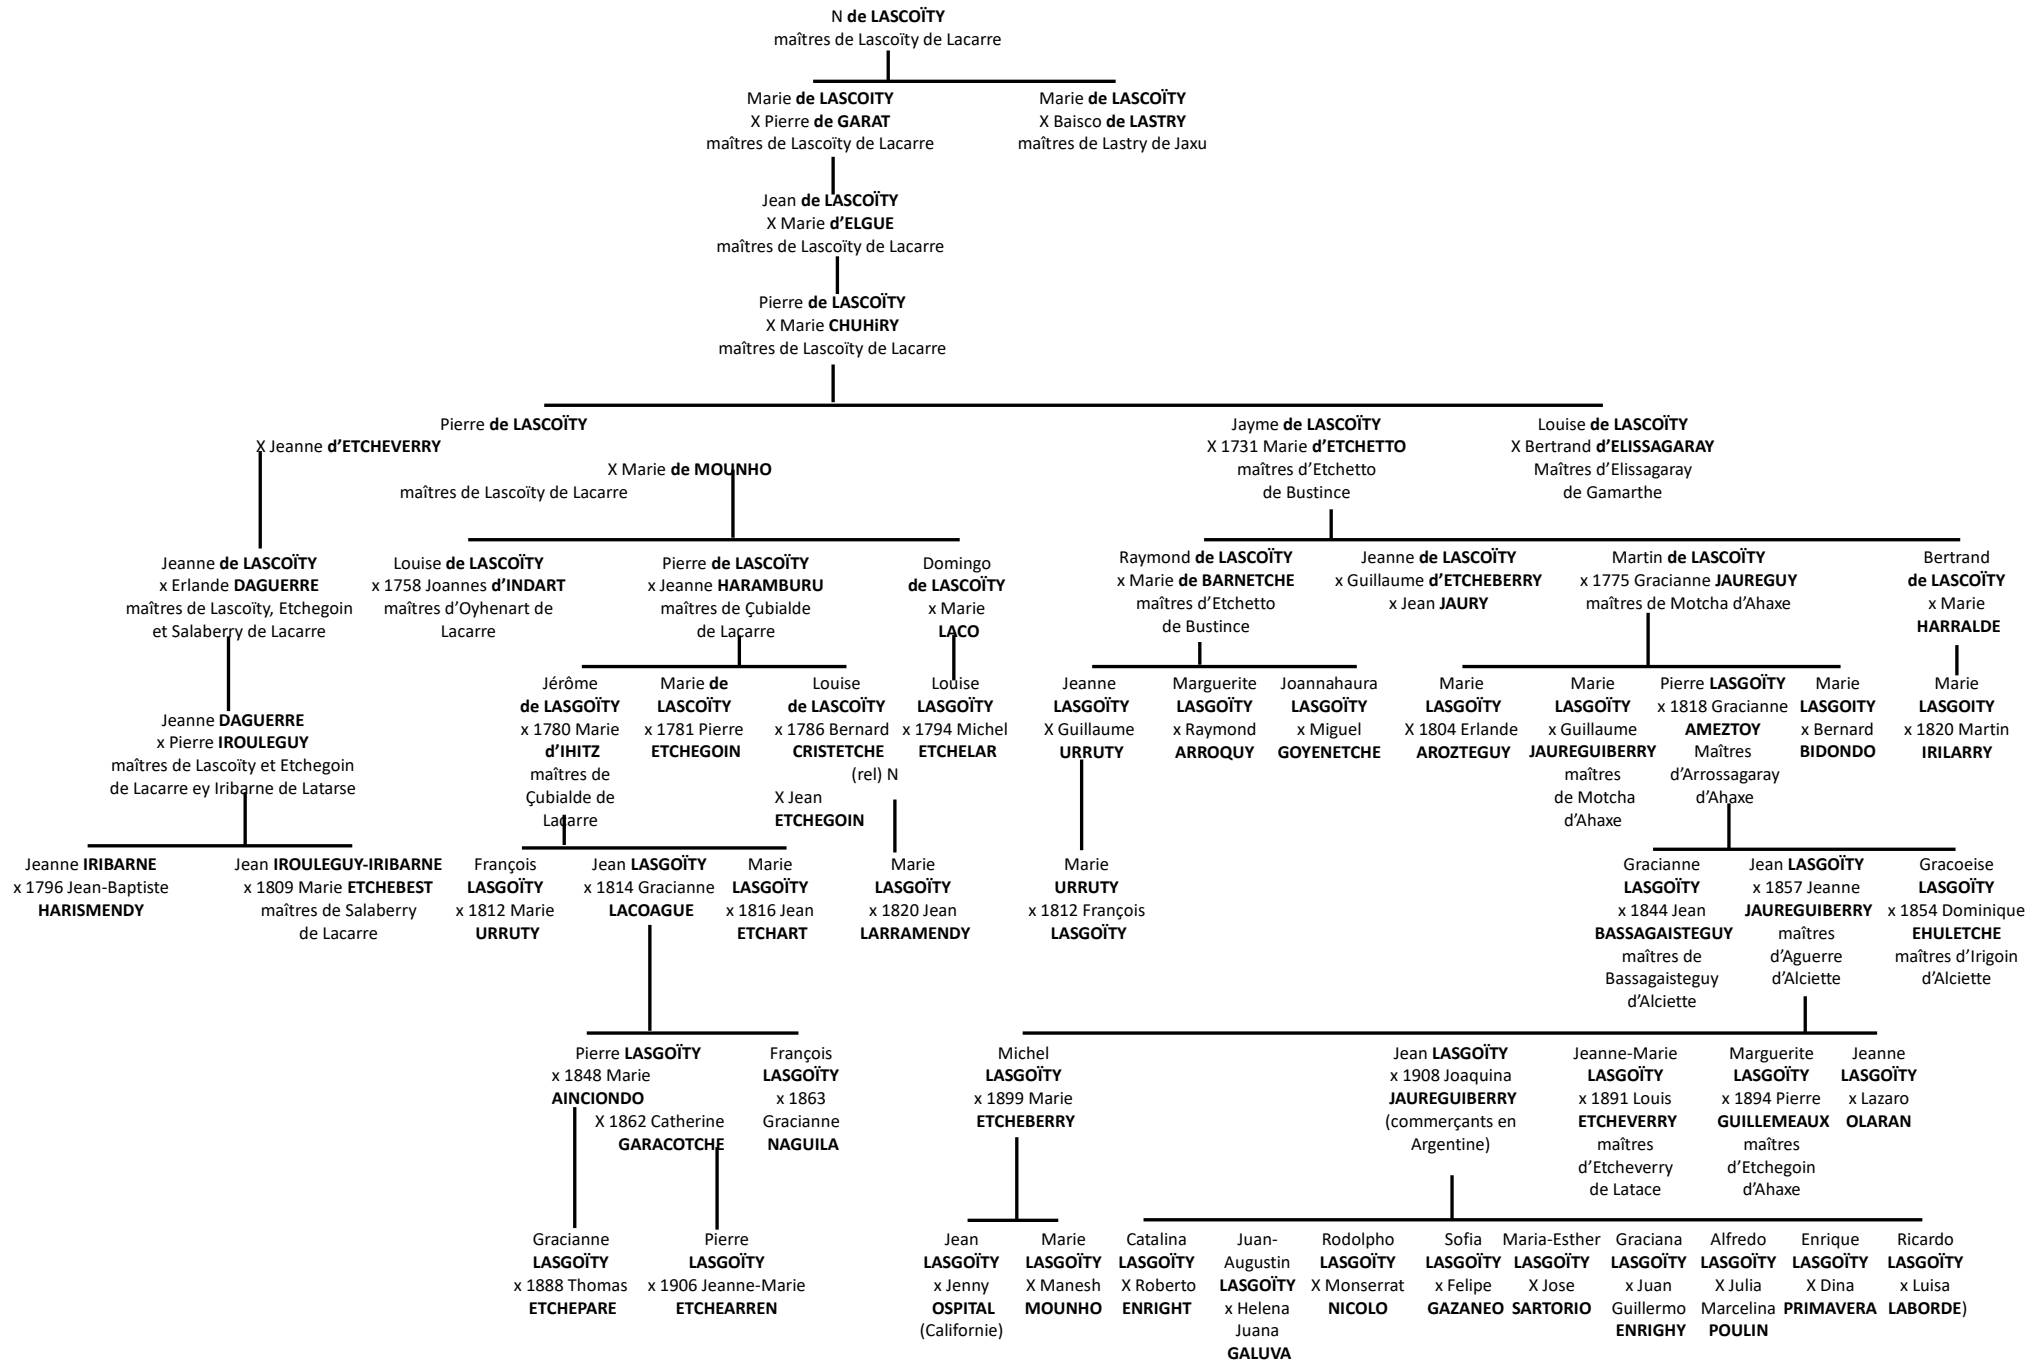 N de LASCOÏTY
maîtres de Lascoïty de Lacarre
Marie de LASCOITY
X Pierre de GARAT
maîtres de Lascoïty de Lacarre
Marie de LASCOÏTY
X Baisco de LASTRY
maîtres de Lastry de Jaxu
Jean de LASCOÏTY
X Marie d’ELGUE
maîtres de Lascoïty de Lacarre
Pierre de LASCOÏTY
X Marie CHUHiRY
maîtres de Lascoïty de Lacarre
Pierre de LASCOÏTY
X Jeanne d’ETCHEVERRY
X Marie de MOUNHO
maîtres de Lascoïty de Lacarre
Jayme de LASCOÏTY
X 1731 Marie d’ETCHETTO
maîtres d’Etchetto
de Bustince
Louise de LASCOÏTY
X Bertrand d’ELISSAGARAY
Maîtres d’Elissagaray
de Gamarthe
Jeanne de LASCOÏTY
x Erlande DAGUERRE
maîtres de Lascoïty, Etchegoin
et Salaberry de Lacarre
Louise de LASCOÏTY
x 1758 Joannes d’INDART
maîtres d’Oyhenart de
Lacarre
Pierre de LASCOÏTY
x Jeanne HARAMBURU
maîtres de Çubialde
de Lacarre
Domingo
de LASCOÏTY
x Marie
LACO
Raymond de LASCOÏTY
x Marie de BARNETCHE
maîtres d’Etchetto
de Bustince
Jeanne de LASCOÏTY
x Guillaume d’ETCHEBERRY
x Jean JAURY
Martin de LASCOÏTY
x 1775 Gracianne JAUREGUY
maîtres de Motcha d’Ahaxe
Bertrand
de LASCOÏTY
x Marie
HARRALDE
Jeanne DAGUERRE
x Pierre IROULEGUY
maîtres de Lascoïty et Etchegoin
de Lacarre ey Iribarne de Latarse
Jérôme
de LASGOÏTY
x 1780 Marie
d’IHITZ
maîtres de
Çubialde de
Lacarre
Marie de
LASCOÏTY
x 1781 Pierre
ETCHEGOIN
Louise
de LASCOÏTY
x 1786 Bernard
CRISTETCHE
(rel) N
X Jean
ETCHEGOIN
Louise
LASGOÏTY
x 1794 Michel
ETCHELAR
Jeanne
LASGOÏTY
X Guillaume
URRUTY
Marguerite
LASGOÏTY
x Raymond
ARROQUY
Joannahaura
LASGOÏTY
x Miguel
GOYENETCHE
Marie
LASGOÏTY
X 1804 Erlande
AROZTEGUY
Marie
LASGOÏTY
x Guillaume
JAUREGUIBERRY
maîtres
de Motcha
d’Ahaxe
Pierre LASGOÏTY
x 1818 Gracianne
AMEZTOY
Maîtres
d’Arrossagaray
d’Ahaxe
Marie
LASGOITY
x Bernard
BIDONDO
Marie
LASGOITY
x 1820 Martin
IRILARRY
Jeanne IRIBARNE
x 1796 Jean-Baptiste
HARISMENDY
Jean IROULEGUY-IRIBARNE
x 1809 Marie ETCHEBEST
maîtres de Salaberry
de Lacarre
François
LASGOÏTY
x 1812 Marie
URRUTY
Jean LASGOÏTY
x 1814 Gracianne
LACOAGUE
Marie
LASGOÏTY
x 1816 Jean
ETCHART
Marie
LASGOÏTY
x 1820 Jean
LARRAMENDY
Marie
URRUTY
x 1812 François
LASGOÏTY
Gracianne
LASGOÏTY
x 1844 Jean
BASSAGAISTEGUY
maîtres de
Bassagaisteguy
d’Alciette
Jean LASGOÏTY
x 1857 Jeanne
JAUREGUIBERRY
maîtres
d’Aguerre
d’Alciette
Gracoeise
LASGOÏTY
x 1854 Dominique
EHULETCHE
maîtres d’Irigoin
d’Alciette
Pierre LASGOÏTY
x 1848 Marie
AINCIONDO
X 1862 Catherine
GARACOTCHE
François
LASGOÏTY
x 1863
Gracianne
NAGUILA
Michel
LASGOÏTY
x 1899 Marie
ETCHEBERRY
Jean LASGOÏTY
x 1908 Joaquina
JAUREGUIBERRY
(commerçants en
Argentine)
Jeanne-Marie
LASGOÏTY
x 1891 Louis
ETCHEVERRY
maîtres
d’Etcheverry
de Latace
Marguerite
LASGOÏTY
x 1894 Pierre
GUILLEMEAUX
maîtres
d’Etchegoin
d’Ahaxe
Jeanne
LASGOÏTY
x Lazaro
OLARAN
Gracianne
LASGOÏTY
x 1888 Thomas
ETCHEPARE
Pierre
LASGOÏTY
x 1906 Jeanne-Marie
ETCHEARREN
Jean
LASGOÏTY
x Jenny
OSPITAL
(Californie)
Marie
LASGOÏTY
X Manesh
MOUNHO
Catalina
LASGOÏTY
X Roberto
ENRIGHT
Juan-
Augustin
LASGOÏTY
x Helena
Juana
GALUVA
Rodolpho
LASGOÏTY
X Monserrat
NICOLO
Sofia
LASGOÏTY
x Felipe
GAZANEO
Maria-Esther
LASGOÏTY
X Jose
SARTORIO
Graciana
LASGOÏTY
x Juan
Guillermo
ENRIGHY
Alfredo
LASGOÏTY
X Julia
Marcelina
POULIN
Enrique
LASGOÏTY
X Dina
PRIMAVERA
Ricardo
LASGOÏTY
x Luisa
LABORDE)